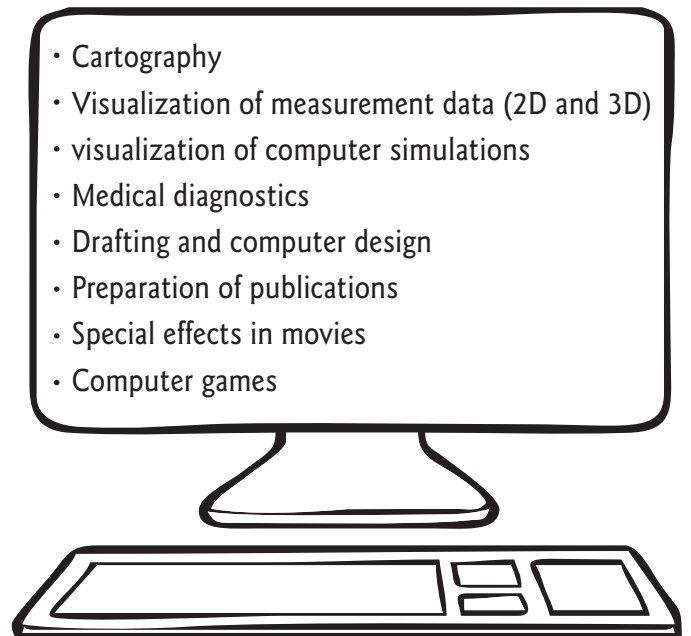 · Cartography
· Visualization of measurement data (2D and 3D)
· visualization of computer simulations
· Medical diagnostics
· Drafting and computer design
· Preparation of publications
· Special effects in movies
· Computer games